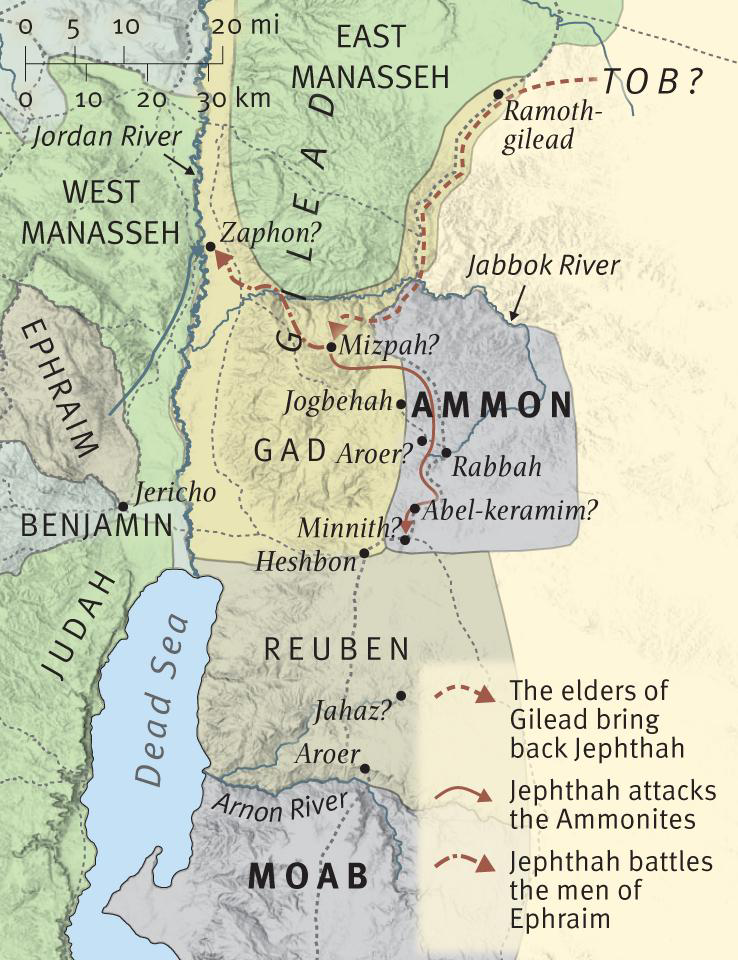 0 5 10 20 mi
0 10 20 30 km
EAST
MANASSEH
TOB?
Ramoth-
gilead
Jordan River
GILEAD
WEST
MANASSEH
Zaphon?
Jabbok River
EPHRAIM
Mizpah?
Jogbehah
AMMON
GAD
Aroer?
Rabbah
Jericho
Abel-keramim?
BENJAMIN
Minnith?
Heshbon
JUDAH
Dead Sea
REUBEN
Jahaz?
Aroer
Arnon River
MOAB
The elders of
Gilead bring
back Jephthah
Jephthah attacks
the Ammonites
Jephthah battles
the men of
Ephraim